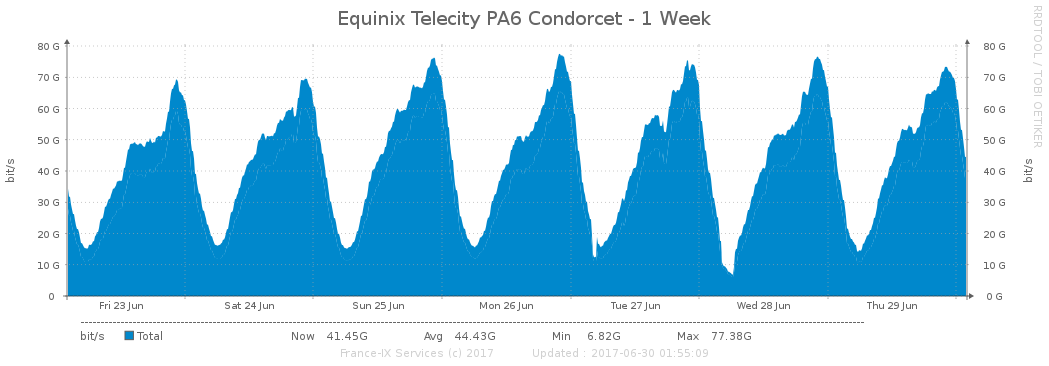 Equinix Telecity PA6 Condorcet - 1 Week
RRDTOOL / TOBI OETIKER
bit/s
80 G
70 G
60 G
50 G
40 G
30 G
20 G
10 G
0
80 G
70 G
60 G
50 G
40 G
30 G
20 G
10 G
0 G
bit/s
Fri 23 Jun Sat 24 Jun Sun 25 Jun Mon 26 Jun Tue 27 Jun Wed 28 Jun Thu 29 Jun
bit/s Total Now 41.45G Avg 44.43G Min 6.82G Max 77.38G
France-IX Services (c) 2017 Updated : 2017-06-30 01:55:09